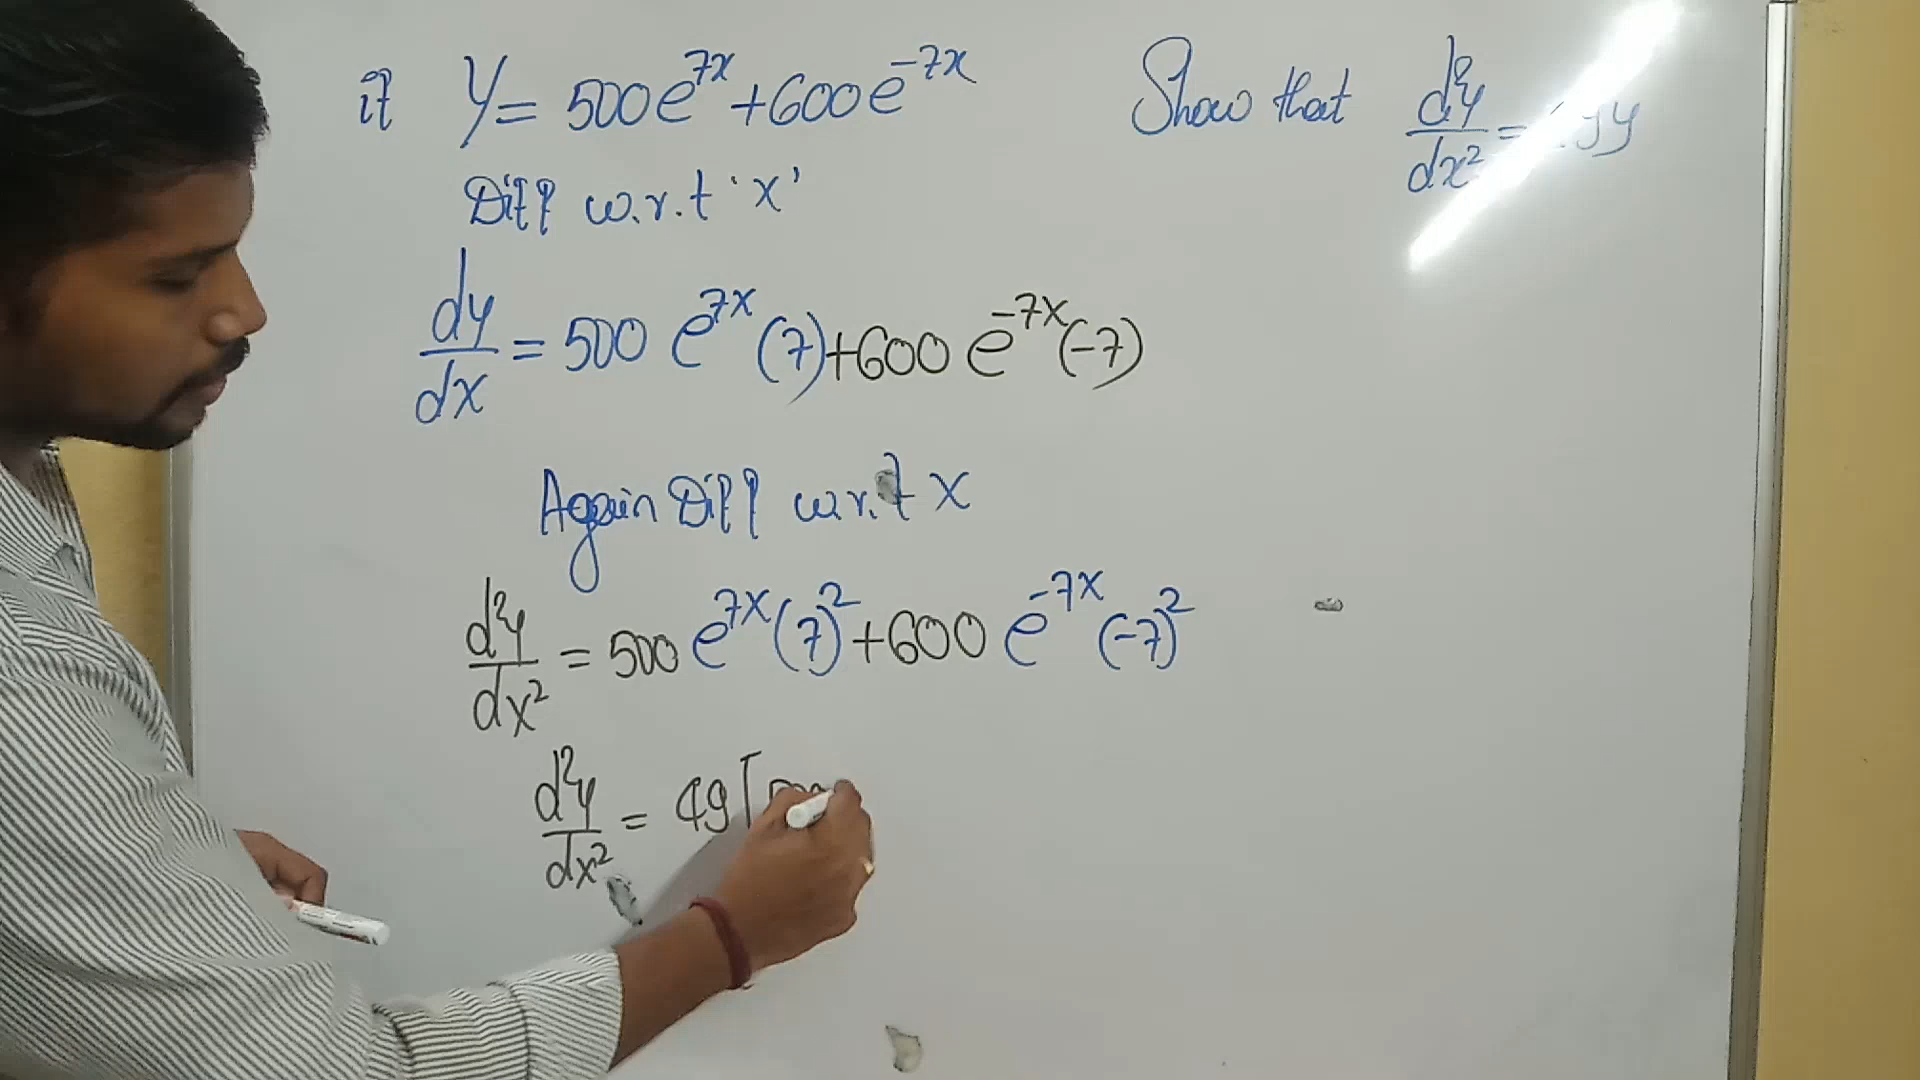 if y = 500e^7x + 600e^-7x Show that d²y/dx² = y
Diff w.r.t 'x'
dy/dx = 500 e^7x (7) + 600 e^-7x (-7)
Again Diff w.r.t x
d²y/dx² = 500 e^7x (7)² + 600 e^-7x (-7)²
d²y/dx² = 49 [